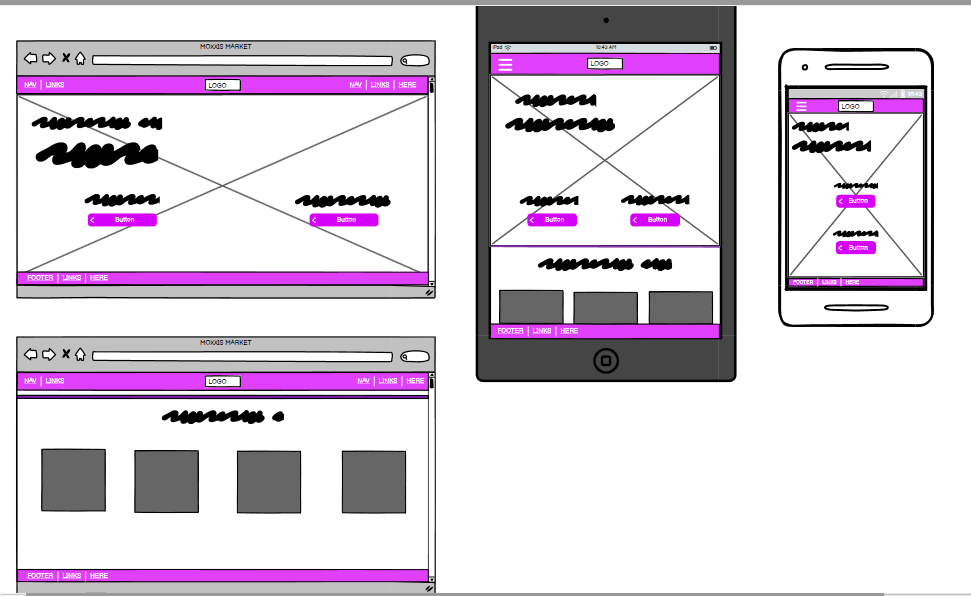 MOXXIS MARKET
NAV | LINKS LOGO NAV | LINKS | HERE
Button Button
FOOTER | LINKS | HERE
MOXXIS MARKET
NAV | LINKS LOGO NAV | LINKS | HERE
FOOTER | LINKS | HERE
iPod 10:43 AM
LOGO
Button Button
FOOTER | LINKS | HERE
LOGO
Button
Button
FOOTER | LINKS | HERE